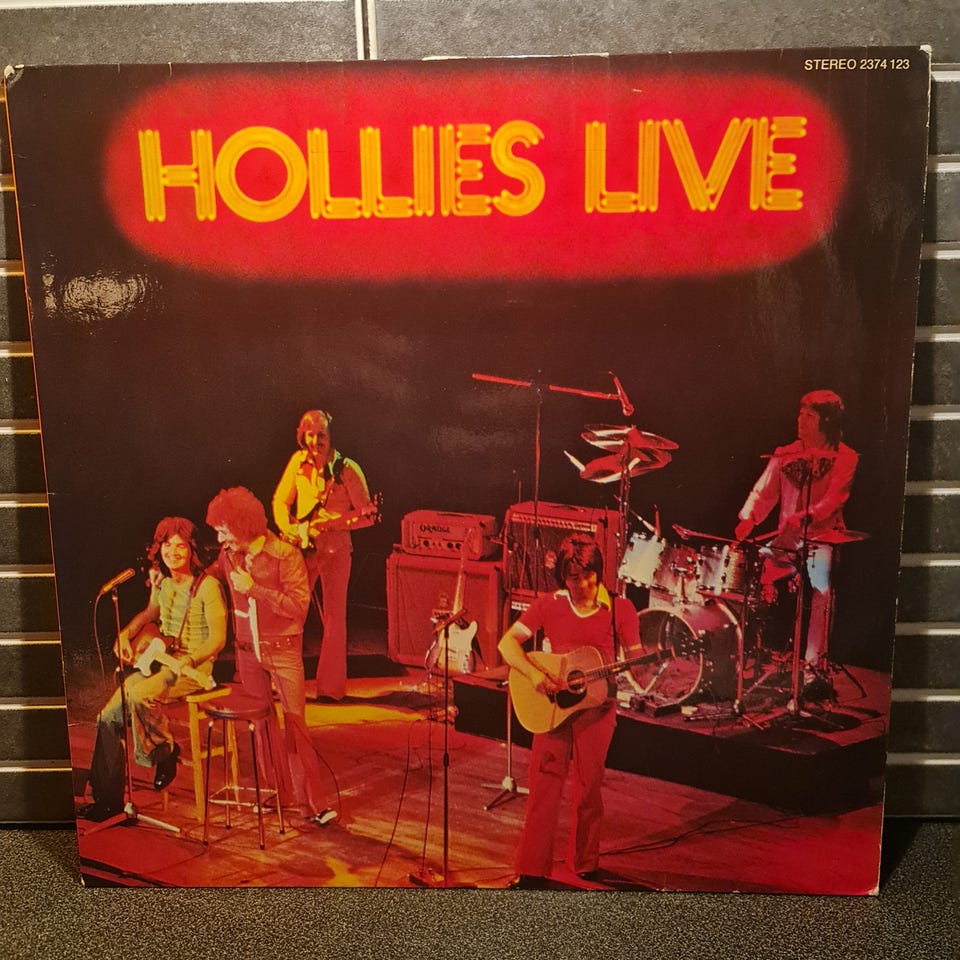 STEREO 2374 123
HOLLIES LIVE
ORANGE